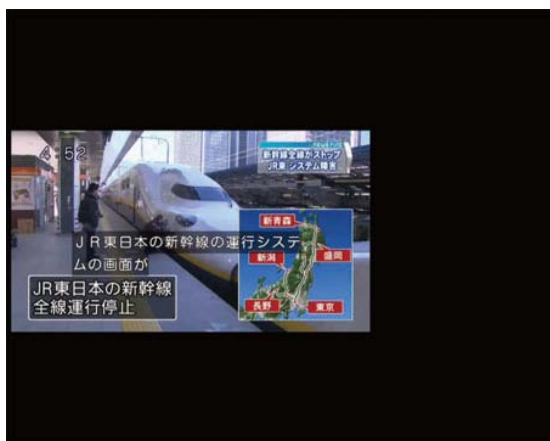 4:52
新幹線全線がストップ
JR東 システム障害
JR東日本の新幹線の運行システ
ムの画面が
新青森
新潟
盛岡
長野
東京
JR東日本の新幹線
全線運行停止